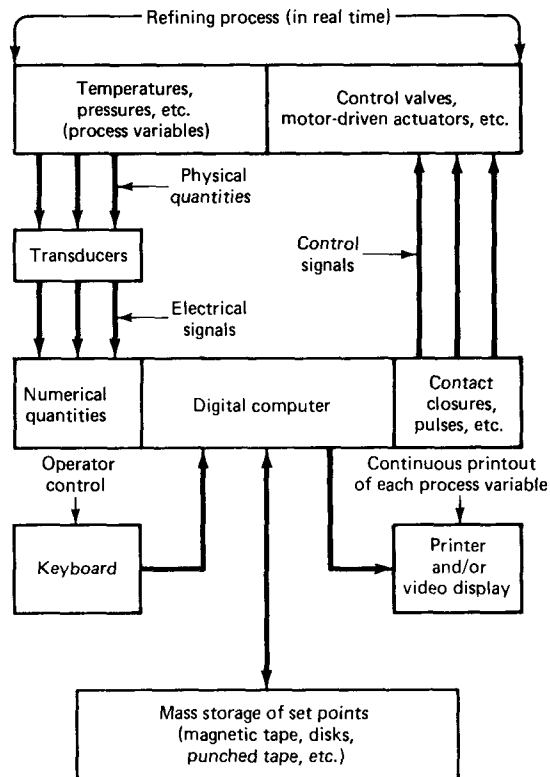 Refining process (in real time)
Temperatures,
pressures, etc.
(process variables)
Control valves,
motor-driven actuators, etc.
Physical
quantities
Transducers
Control
signals
Electrical
signals
Numerical
quantities
Digital computer
Contact
closures,
pulses, etc.
Operator
control
Continuous printout
of each process variable
Keyboard
Printer
and/or
video display
Mass storage of set points
(magnetic tape, disks,
punched tape, etc.)